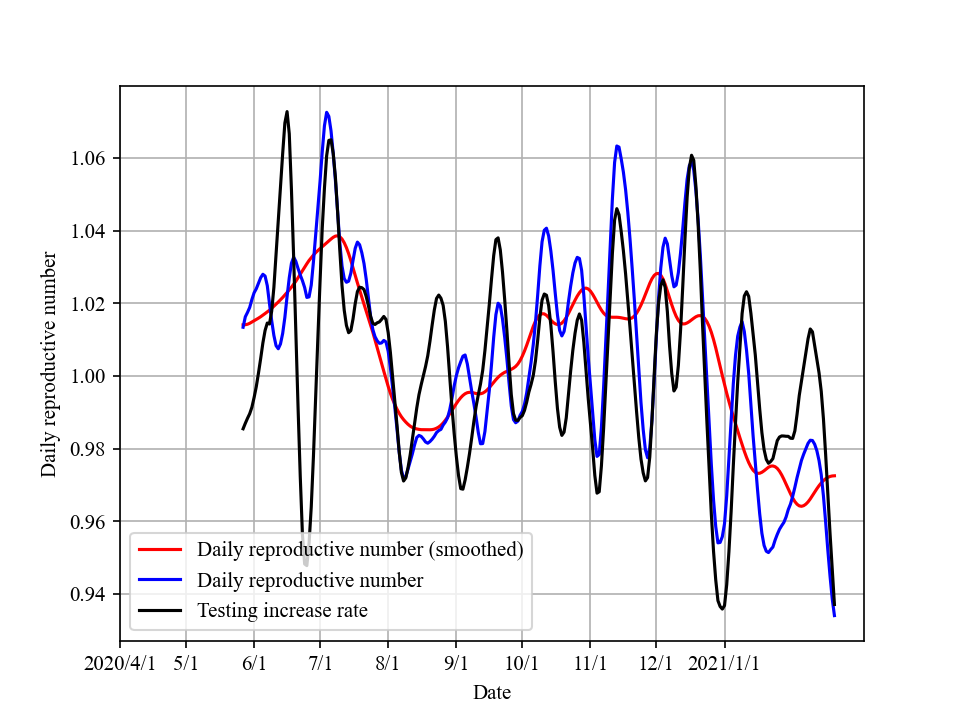 Daily reproductive number
1.06
1.04
1.02
1.00
0.98
0.96
0.94
Daily reproductive number (smoothed)
Daily reproductive number
Testing increase rate
2020/4/1 5/1 6/1 7/1 8/1 9/1 10/1 11/1 12/1 2021/1/1
Date